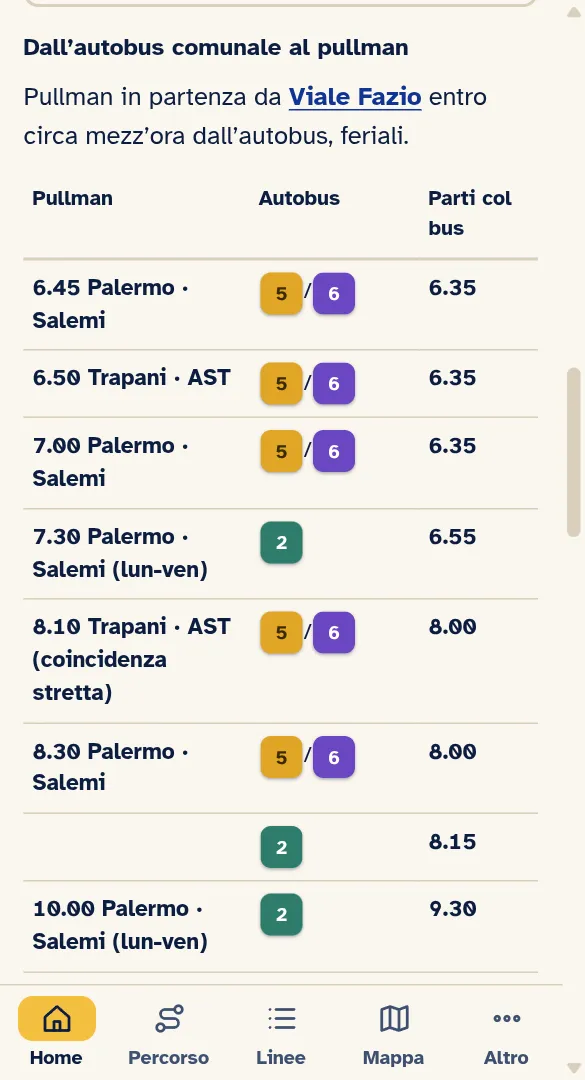 Dall’autobus comunale al pullman
Pullman in partenza da Viale Fazio entro
circa mezz’ora dall’autobus, feriali.
Pullman Autobus Parti col
bus
6.45 Palermo · 5 / 6 6.35
Salemi
6.50 Trapani · AST 5 / 6 6.35
7.00 Palermo · 5 / 6 6.35
Salemi
7.30 Palermo · 2 6.55
Salemi (lun-ven)
8.10 Trapani · AST 5 / 6 8.00
(coincidenza
stretta)
8.30 Palermo · 5 / 6 8.00
Salemi
2 8.15
10.00 Palermo · 2 9.30
Salemi (lun-ven)
Home Percorso Linee Mappa Altro